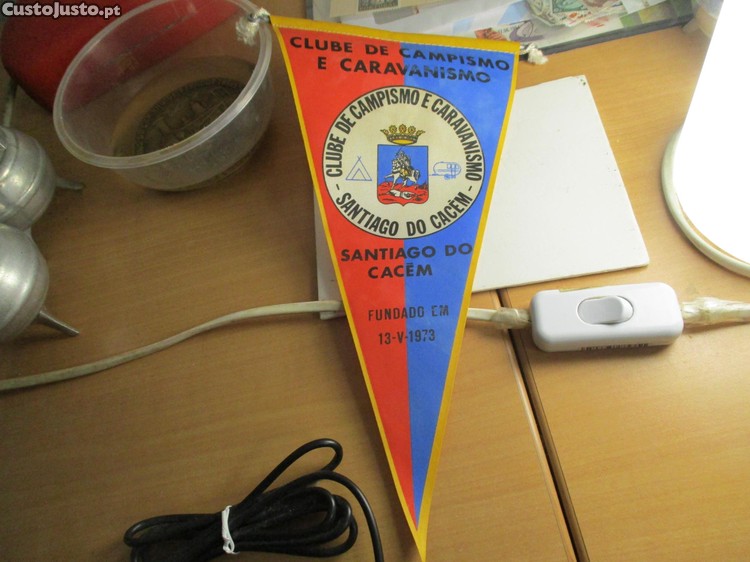 CustoJusto.pt
CLUBE DE CAMPISMO
E CARAVANISMO
CLUBE DE CAMPISMO E CARAVANISMO
- SANTIAGO DO CACÉM -
SANTIAGO DO
CACÉM
FUNDADO EM
13-V-1973